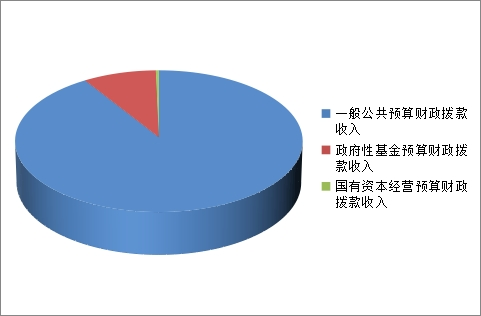 一般公共预算财政拨款
收入
政府性基金预算财政拨
款收入
国有资本经营预算财政
拨款收入